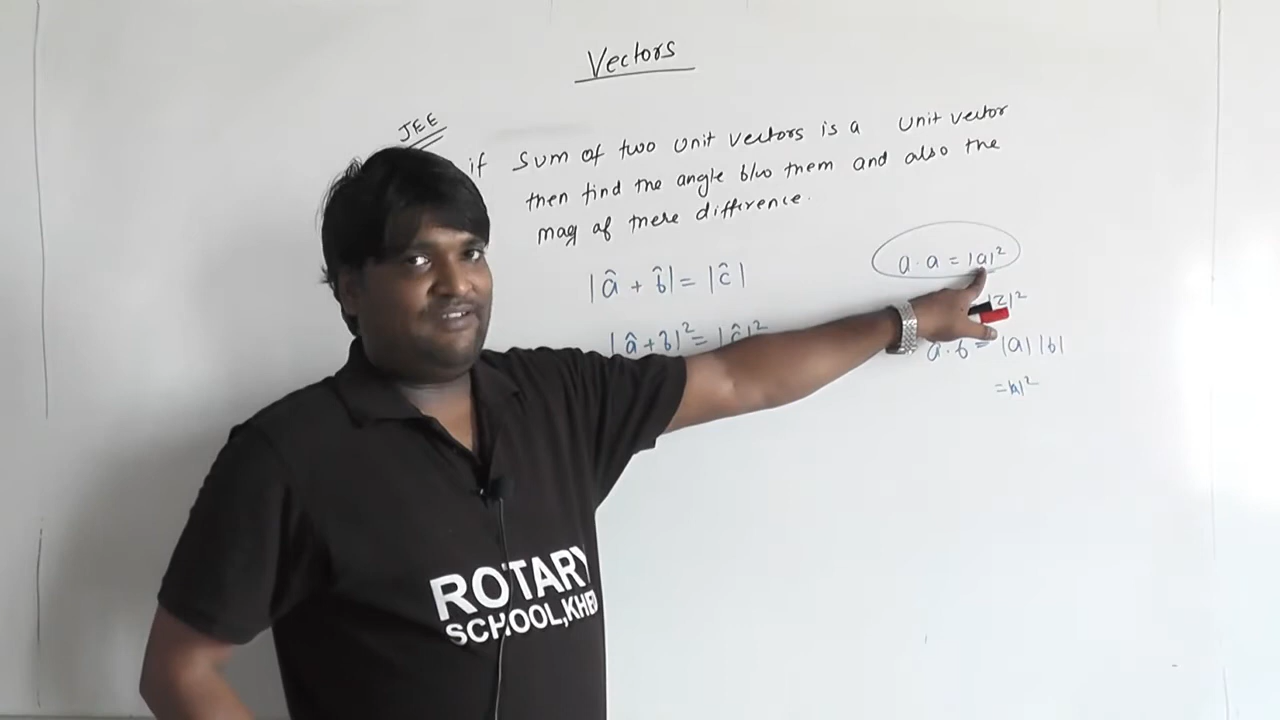 Vectors
JEE
if Sum of two unit vectors is a unit vector
then find the angle b/w them and also the
mag of there difference.
a · a = |a|²
|â + b̂| = |ĉ|
|z|²
|â + b|² = |ĉ|²
a · b = |a| |b|
= |a|²
ROTARY
SCHOOL,KHED